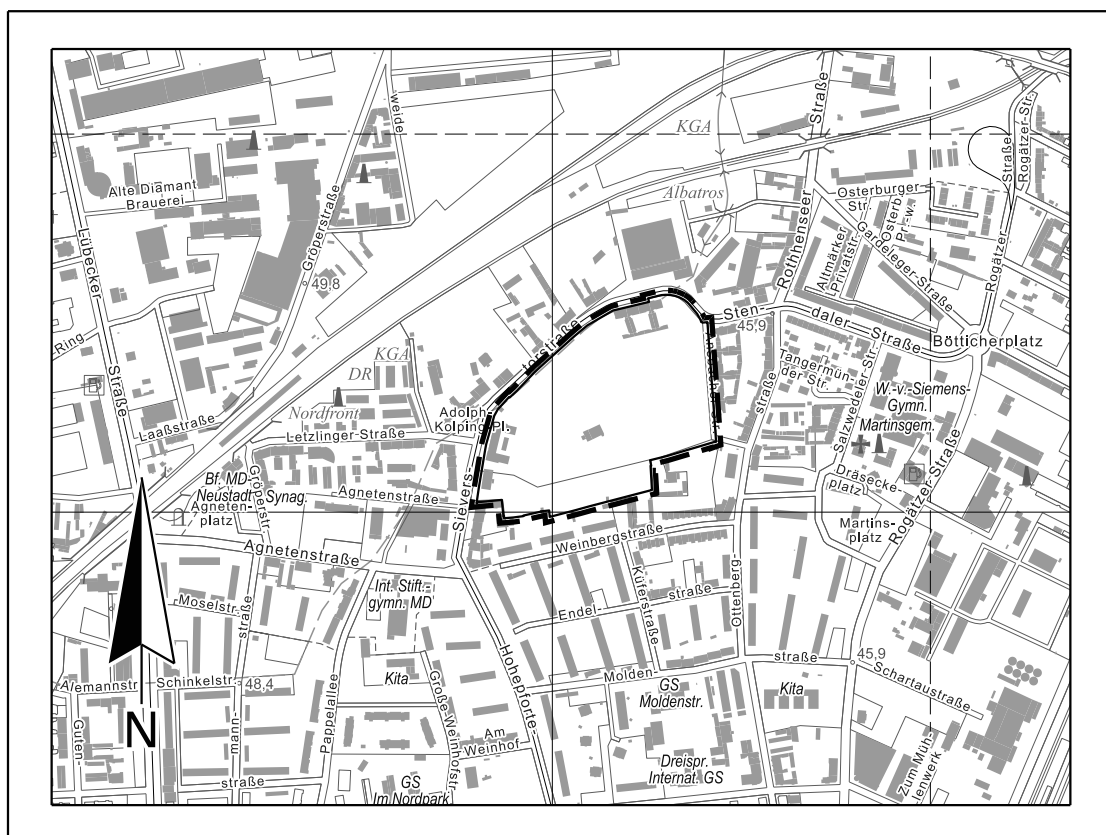 weide
KGA
Straße
Rogätzer-Str.
Straße
Alte Diamant
Brauerei
Albatros
Osterburger
Str.
Osterb.
Pr.-w.
Gröperstraße
Lübecker
Straße
Rothenseer
Altmärker
Privatstr.
Gardeleger-Straße
Rogätzer
49,8
Sten-
daler-Straße
45,9
Ring
terstraße
Bötticherplatz
KGA
DR
Nordfront
Tangermün-
der Str.
Salzwedeler-Str.
W.-v.-Siemens-
Gymn.
Martinsgem.
Adolph-
Kolping-Pl.
Laaßstraße
Letzlinger Straße
straße
Bf. MD-
Neustadt
Synag.
Agneten-
platz
Gröperstr.
Agnetenstraße
Sievers-
Dräsecke-
platz
Rogätzer-Straße
Martins-
platz
Agnetenstraße
Weinbergstraße
Int. Stift.-
gymn. MD
Moselstr.
straße
Endel-
straße
Küferstraße
Ottenberg-
45,9
Molden
straße
Schartaustraße
Alemannstr
Schinkelstr.
48,4
Kita
GS
Moldenstr.
Kita
Hohepforte-
Große-Weinhofstr.
Pappelallee
Guten-
mann-
Am
Weinhof
Dreispr.
Internat. GS
Zum Müh-
lenwerk
straße
GS
Im Nordpark
N